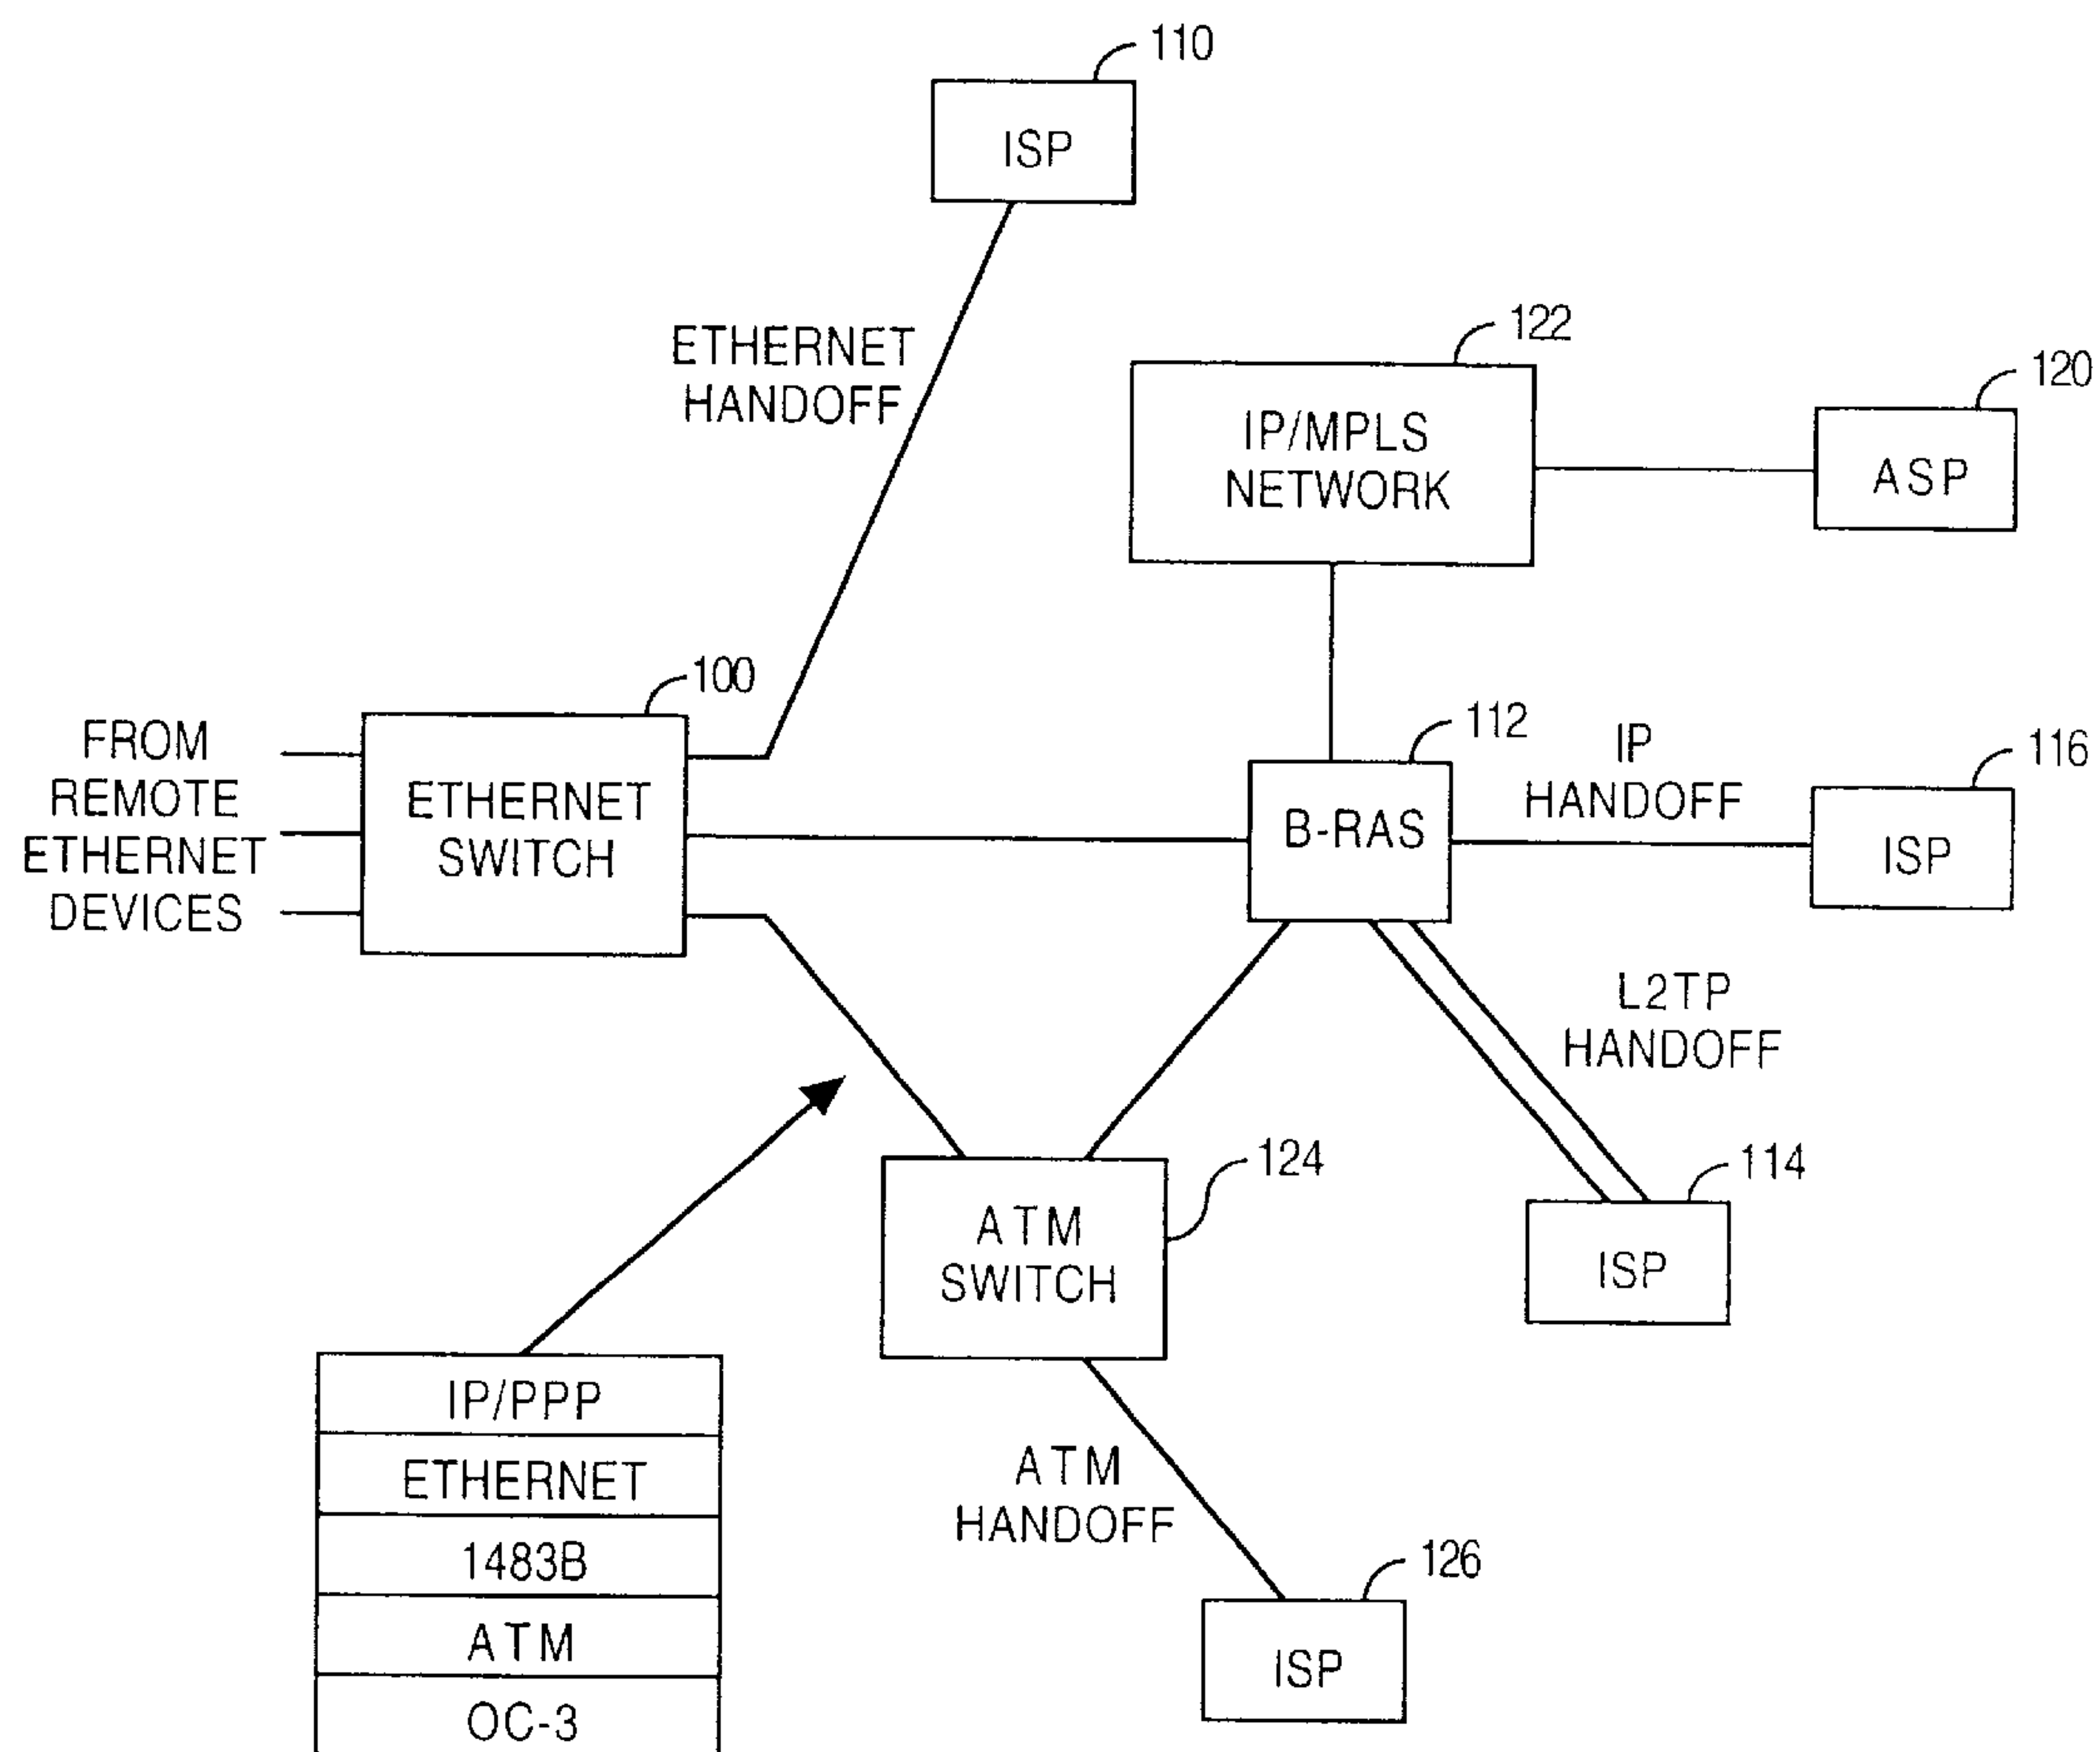 110
ISP
ETHERNET
HANDOFF
122
IP/MPLS
NETWORK
120
ASP
100
FROM
REMOTE
ETHERNET
DEVICES
ETHERNET
SWITCH
112
B-RAS
IP
HANDOFF
116
ISP
L2TP
HANDOFF
124
ATM
SWITCH
114
ISP
IP/PPP
ETHERNET
1483B
ATM
OC-3
ATM
HANDOFF
126
ISP